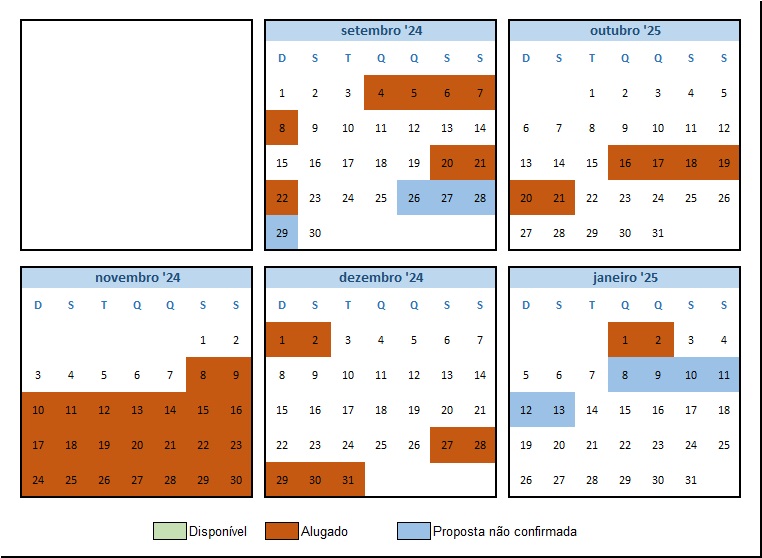 setembro '24
D S T Q Q S S
1 2 3 4 5 6 7
8 9 10 11 12 13 14
15 16 17 18 19 20 21
22 23 24 25 26 27 28
29 30
outubro '25
D S T Q Q S S
1 2 3 4 5
6 7 8 9 10 11 12
13 14 15 16 17 18 19
20 21 22 23 24 25 26
27 28 29 30 31
novembro '24
D S T Q Q S S
1 2
3 4 5 6 7 8 9
10 11 12 13 14 15 16
17 18 19 20 21 22 23
24 25 26 27 28 29 30
dezembro '24
D S T Q Q S S
1 2 3 4 5 6 7
8 9 10 11 12 13 14
15 16 17 18 19 20 21
22 23 24 25 26 27 28
29 30 31
janeiro '25
D S T Q Q S S
1 2 3 4
5 6 7 8 9 10 11
12 13 14 15 16 17 18
19 20 21 22 23 24 25
26 27 28 29 30 31
Disponível Alugado Proposta não confirmada